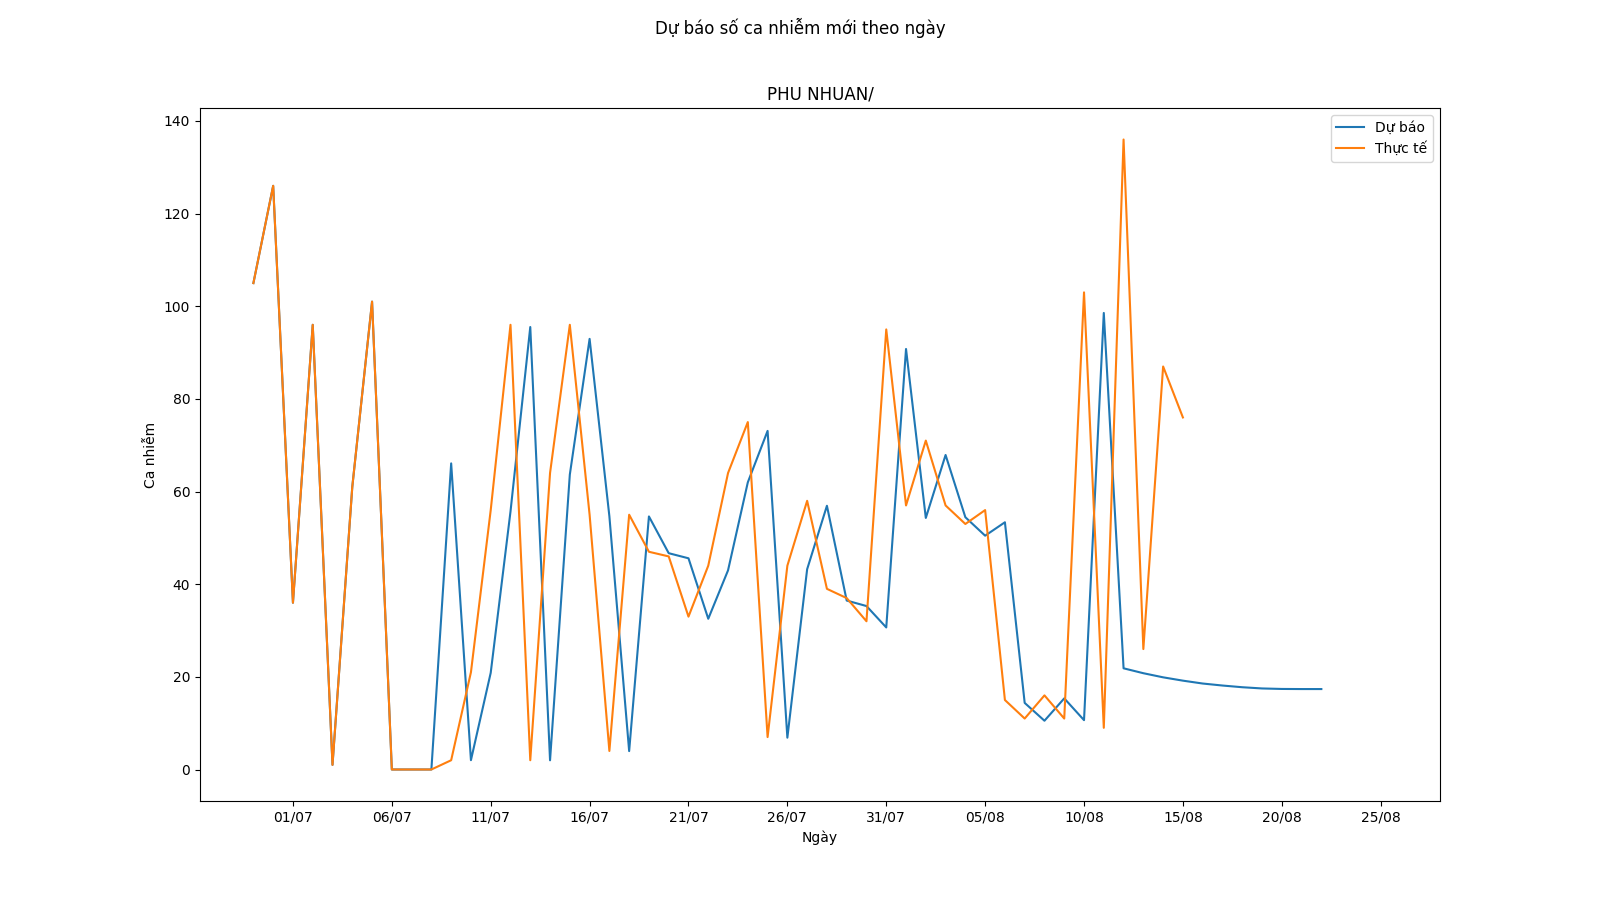 Dự báo số ca nhiễm mới theo ngày
PHU NHUAN/
Dự báo
Thực tế
140
120
100
80
60
40
20
0
Ca nhiễm
01/07 06/07 11/07 16/07 21/07 26/07 31/07 05/08 10/08 15/08 20/08 25/08
Ngày